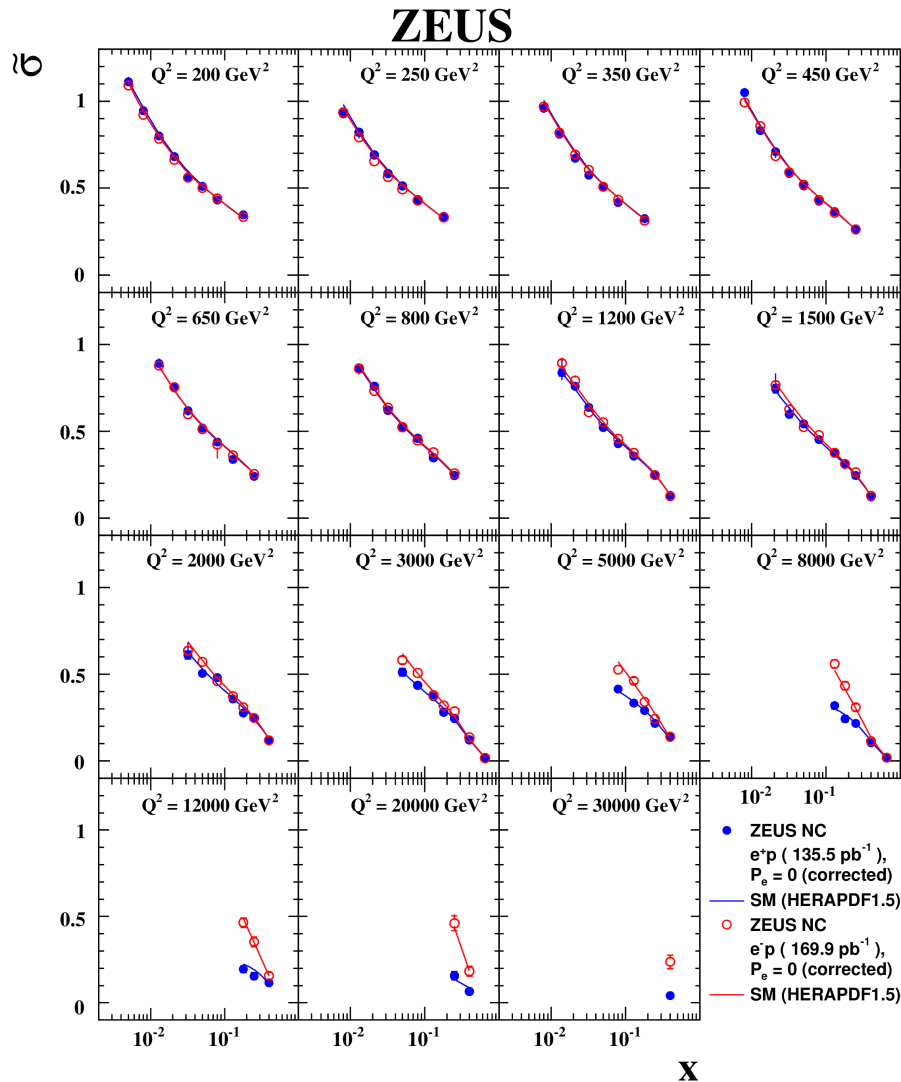 ZEUS
σ̃
Q² = 200 GeV²
Q² = 250 GeV²
Q² = 350 GeV²
Q² = 450 GeV²
1
0.5
0
Q² = 650 GeV²
Q² = 800 GeV²
Q² = 1200 GeV²
Q² = 1500 GeV²
1
0.5
0
Q² = 2000 GeV²
Q² = 3000 GeV²
Q² = 5000 GeV²
Q² = 8000 GeV²
1
0.5
0
10⁻² 10⁻¹
Q² = 12000 GeV²
Q² = 20000 GeV²
Q² = 30000 GeV²
1
0.5
0
ZEUS NC
e⁺p ( 135.5 pb⁻¹ ),
Pₑ = 0 (corrected)
SM (HERAPDF1.5)
ZEUS NC
e⁻p ( 169.9 pb⁻¹ ),
Pₑ = 0 (corrected)
SM (HERAPDF1.5)
10⁻² 10⁻¹ 10⁻² 10⁻¹ 10⁻² 10⁻¹
x